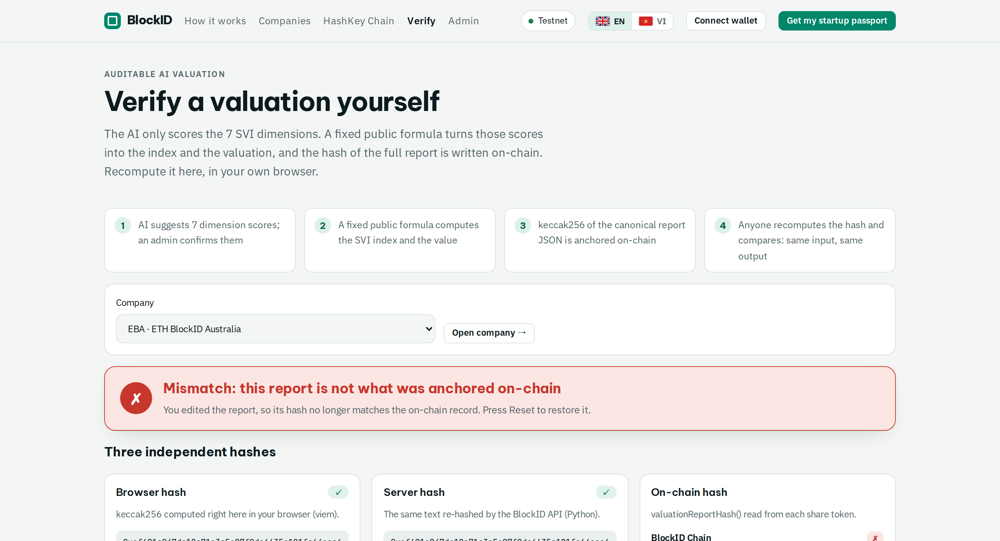 BlockID How it works Companies HashKey Chain Verify Admin Testnet EN VI Connect wallet Get my startup passport
AUDITABLE AI VALUATION
Verify a valuation yourself
The AI only scores the 7 SVI dimensions. A fixed public formula turns those scores
into the index and the valuation, and the hash of the full report is written on-chain.
Recompute it here, in your own browser.
1 AI suggests 7 dimension scores;
an admin confirms them
2 A fixed public formula computes
the SVI index and the value
3 keccak256 of the canonical report
JSON is anchored on-chain
4 Anyone recomputes the hash and
compares: same input, same
output
Company
EBA · ETH BlockID Australia
Open company →
✗ Mismatch: this report is not what was anchored on-chain
You edited the report, so its hash no longer matches the on-chain record. Press Reset to restore it.
Three independent hashes
Browser hash ✓
keccak256 computed right here in your browser (viem).
Server hash ✓
The same text re-hashed by the BlockID API (Python).
On-chain hash
valuationReportHash() read from each share token.
BlockID Chain ✗